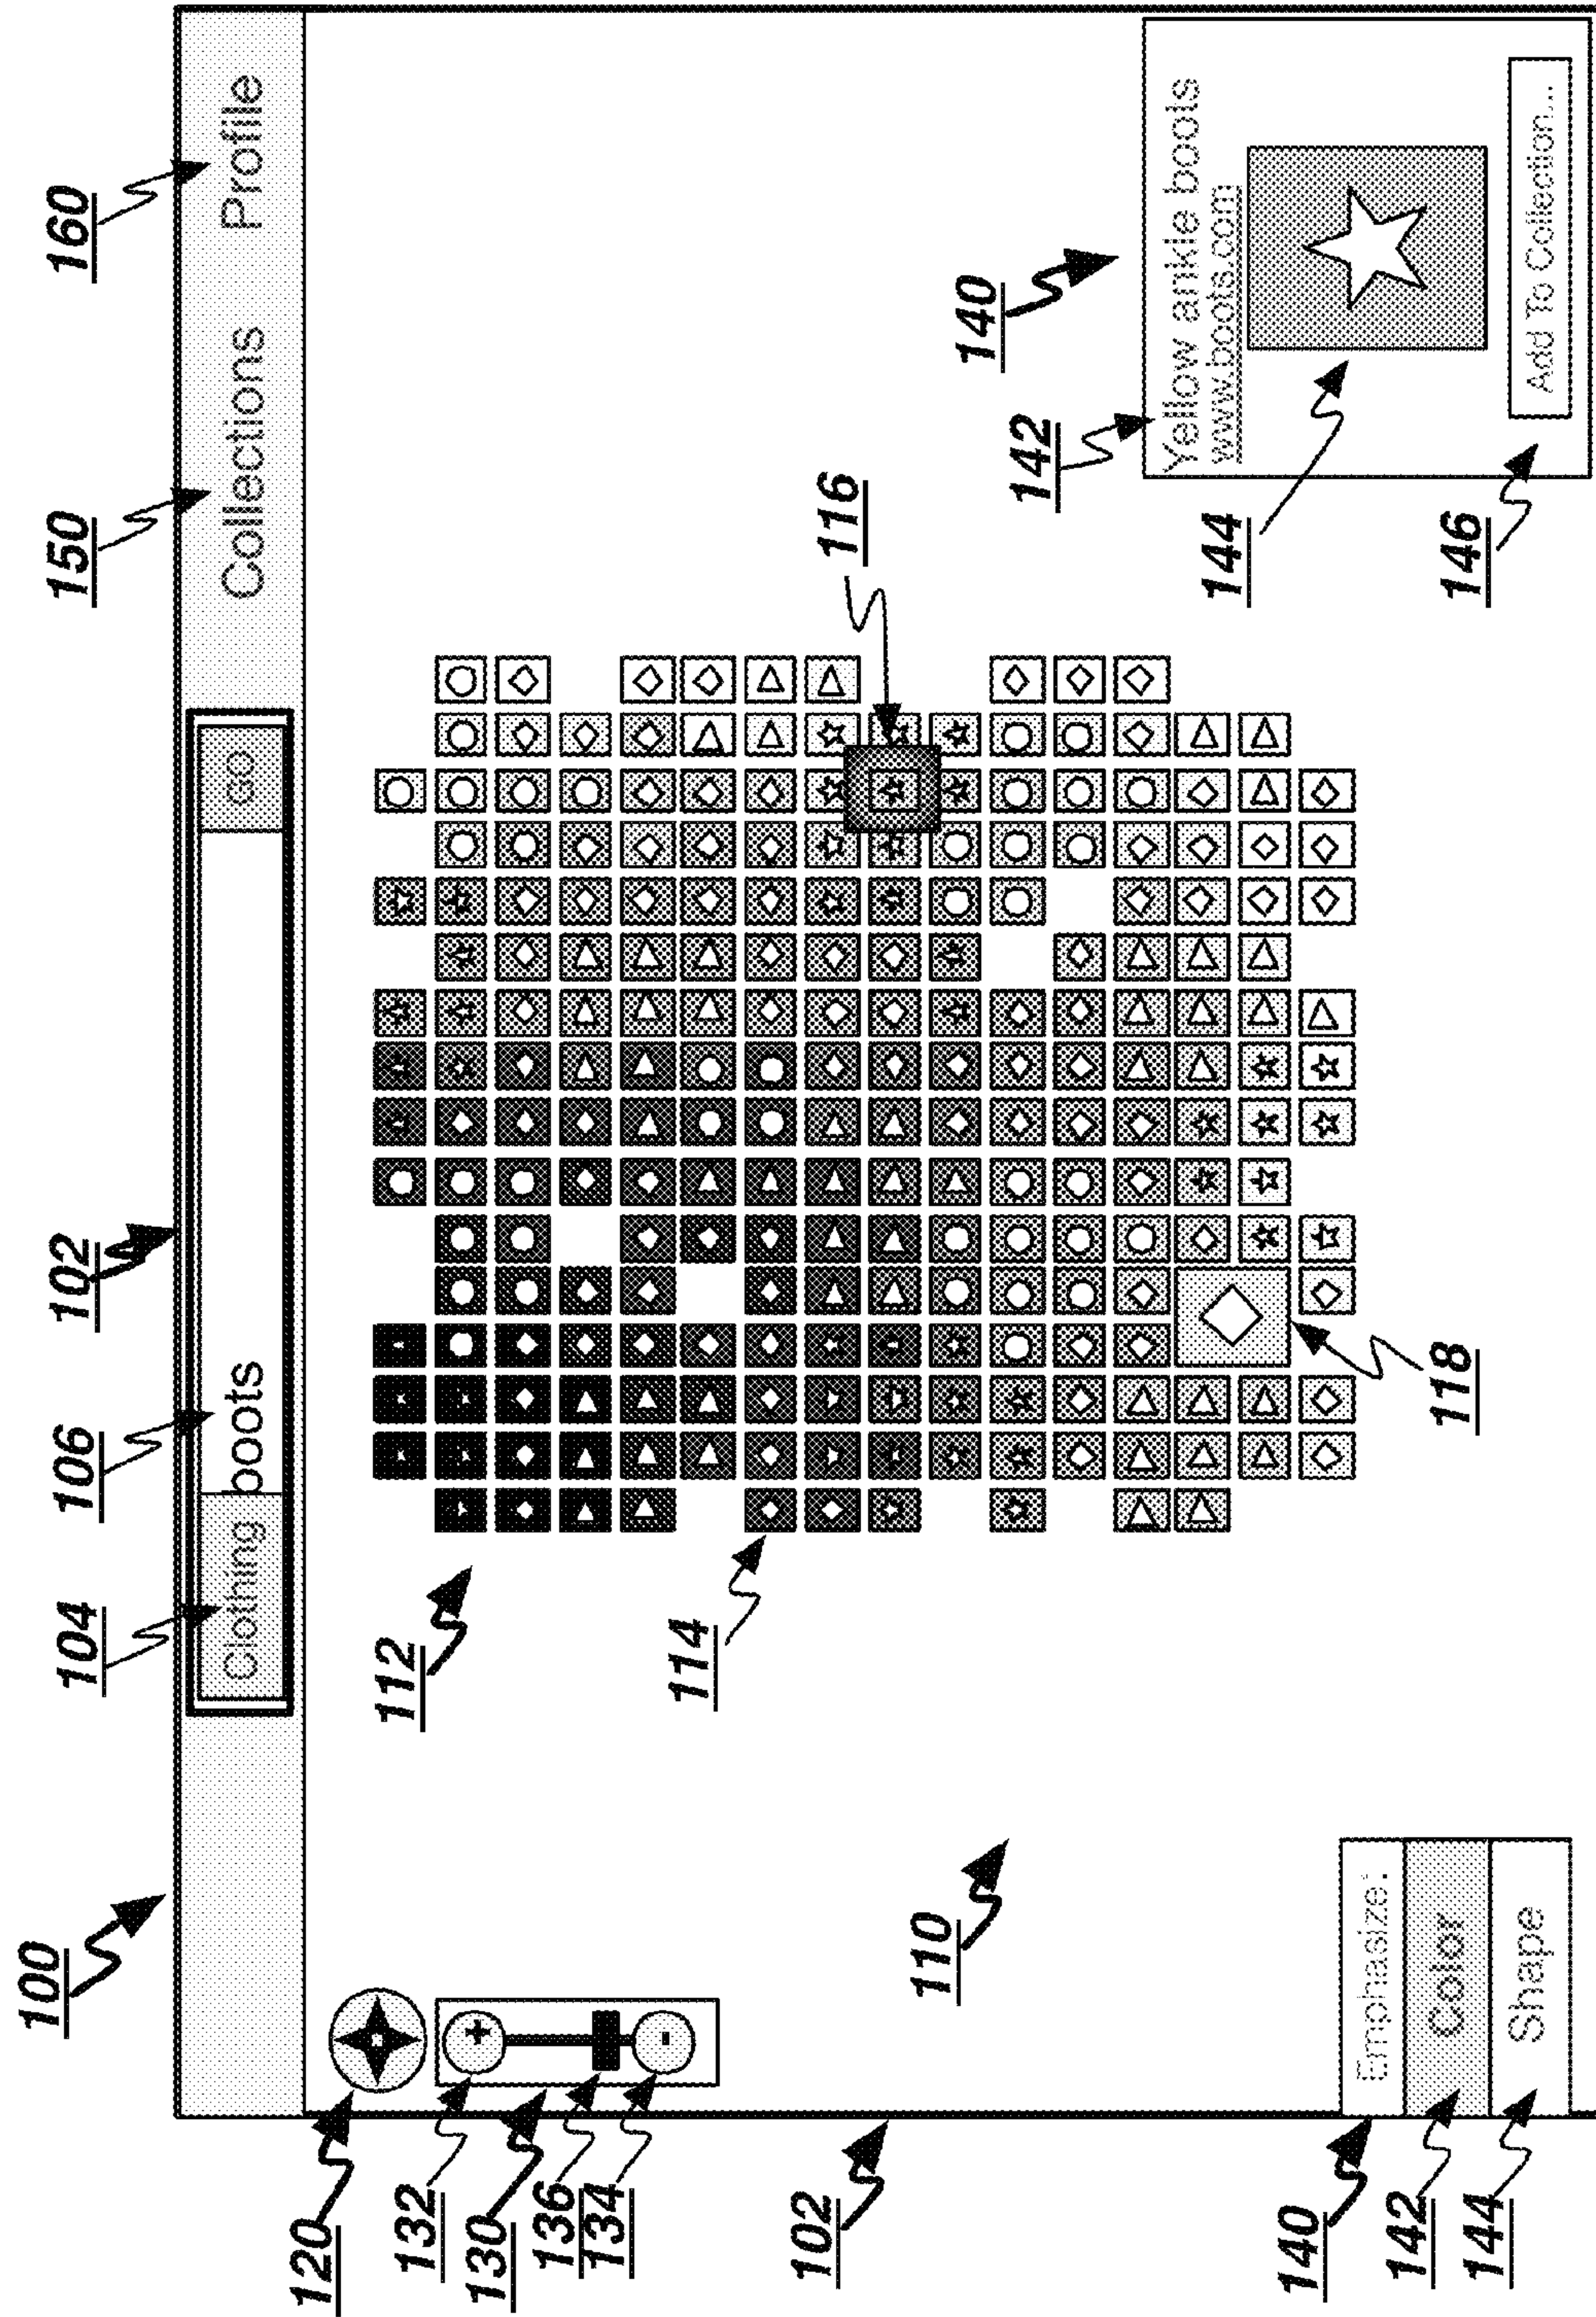 100
102
150
160
104
106
Clothing
boots
GO
Collections
Profile
120
132
130
136
134
+
-
112
114
116
118
110
102
140
142
144
Emphasize:
Color
Shape
140
142
144
146
Yellow ankle boots
www.boots.com
Add To Collection...